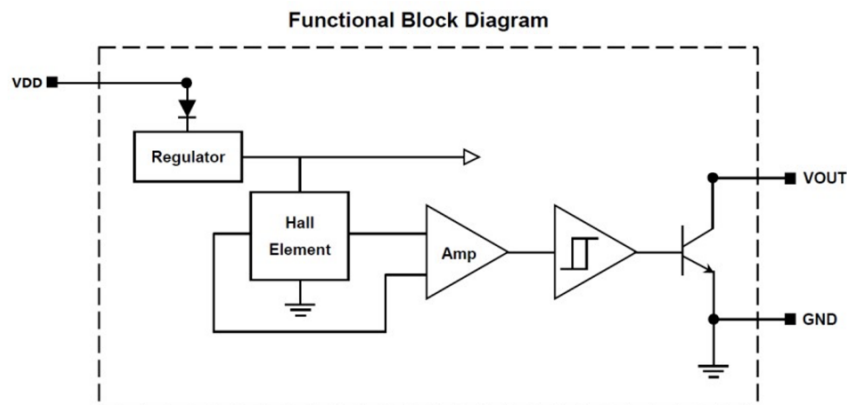 Functional Block Diagram
VDD
Regulator
Hall
Element
Amp
VOUT
GND